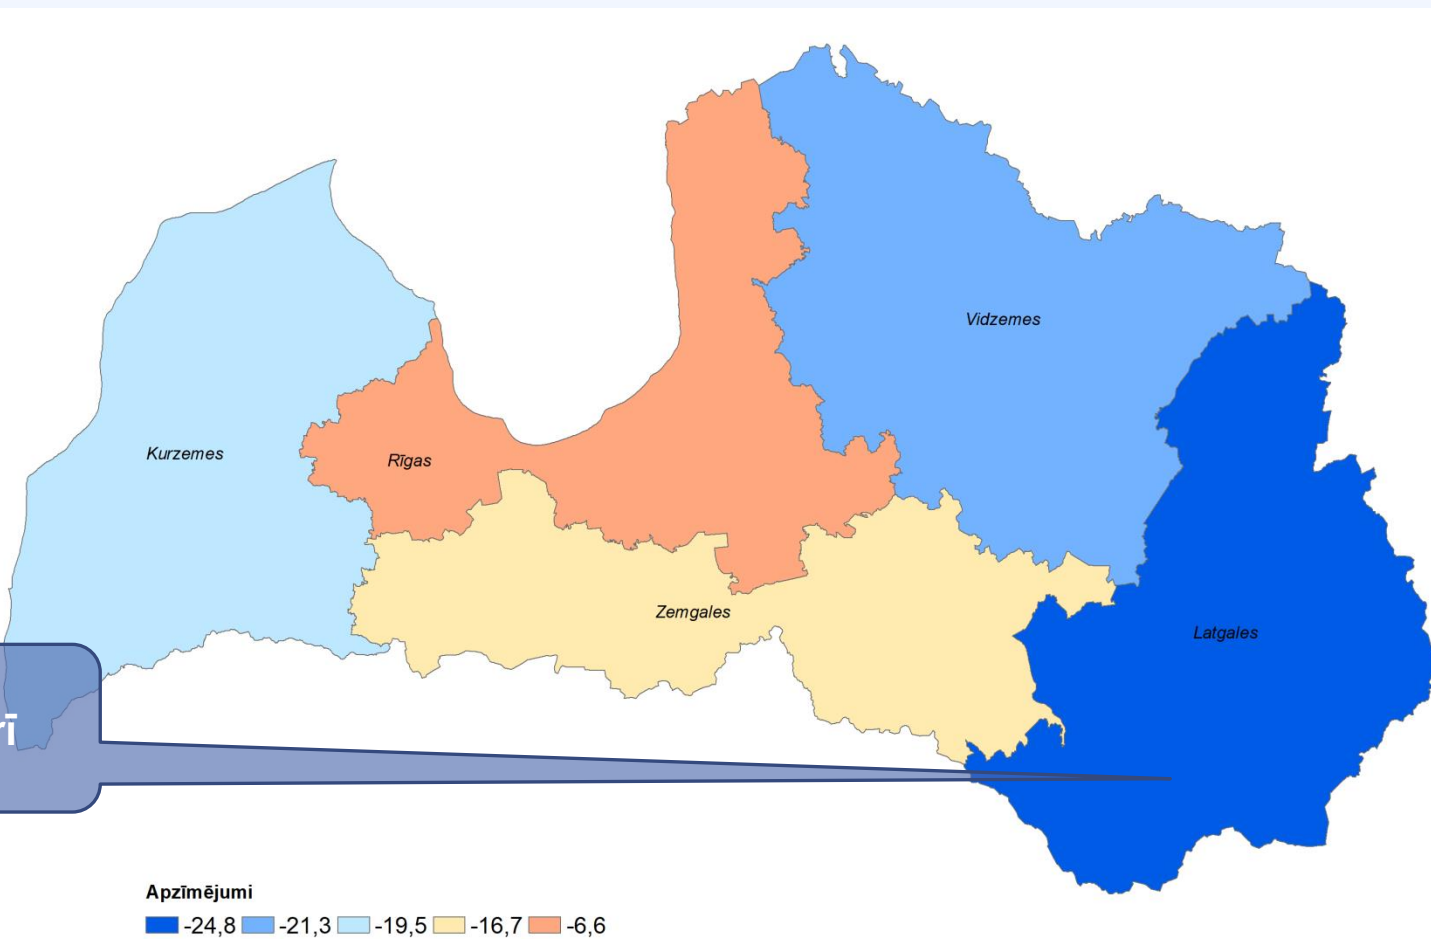 Vidzemes
Kurzemes
Rīgas
Zemgales
Latgales
Apzīmējumi
-24,8 -21,3 -19,5 -16,7 -6,6